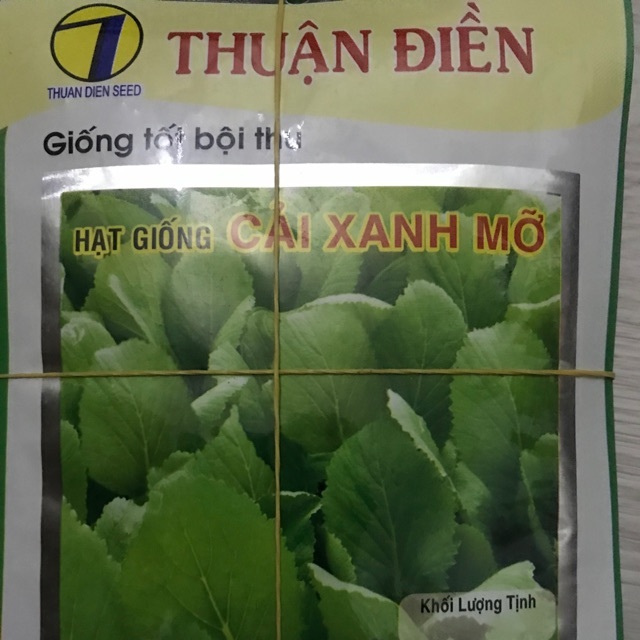 THUẬN ĐIỀN
THUAN DIEN SEED
Giống tốt bội thu
HẠT GIỐNG CẢI XANH MỠ
Khối Lượng Tịnh